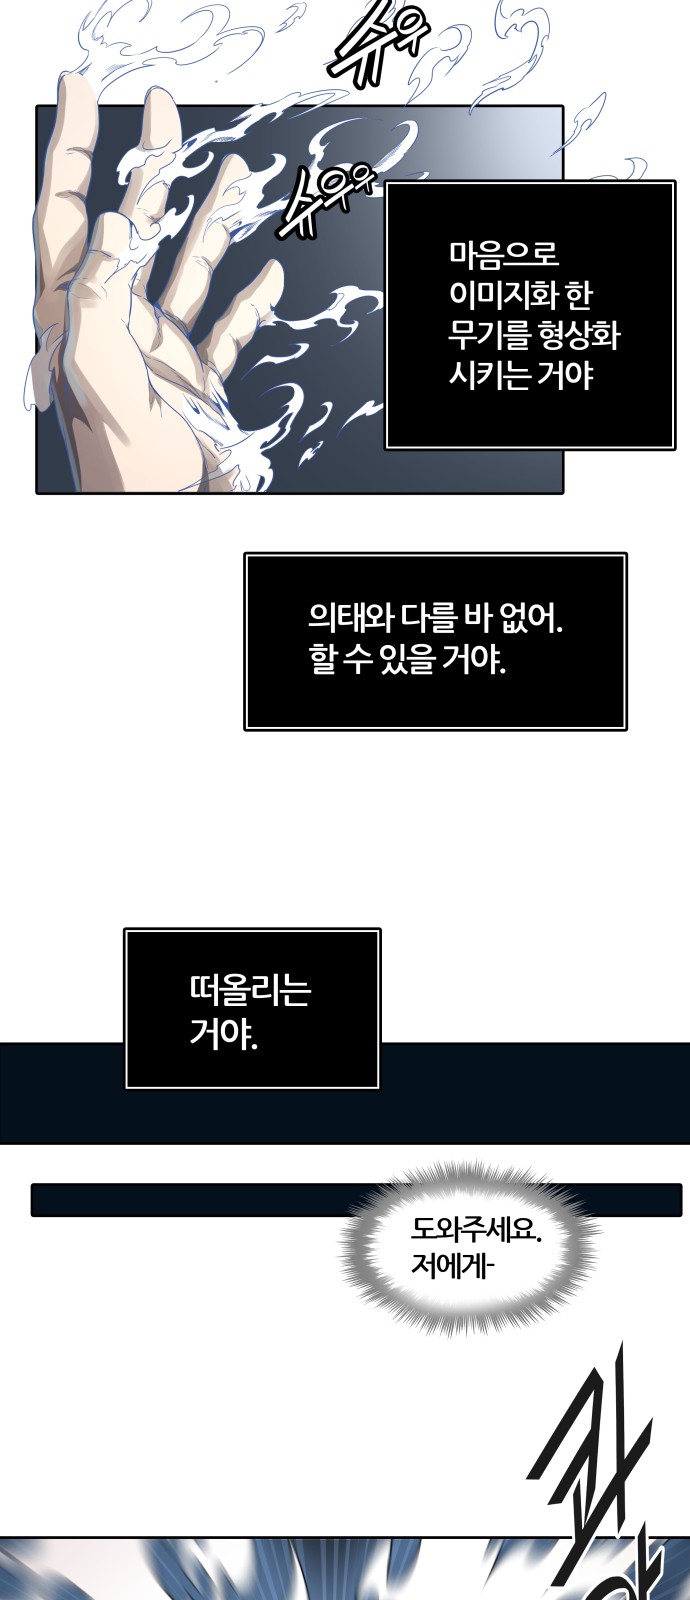 슈우
슈우우
마음으로
이미지화 한
무기를 형상화
시키는 거야
의태와 다를 바 없어.
할 수 있을 거야.
떠올리는
거야.
도와주세요.
저에게-